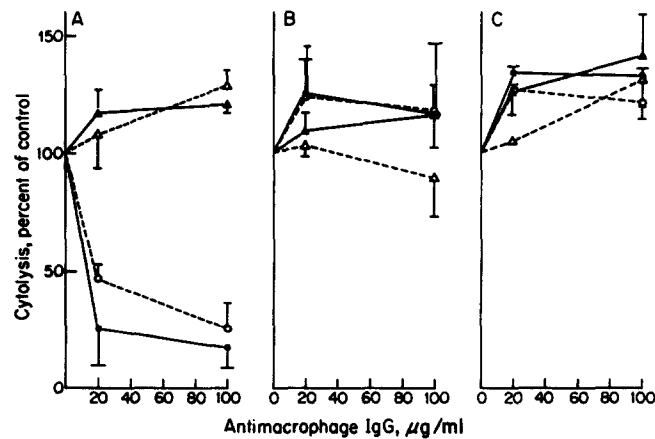 A
B
C
150
100
50
0
Cytolysis, percent of control
20 40 60 80 100
0 20 40 60 80 100
0 20 40 60 80 100
Antimacrophage IgG, μg/ml